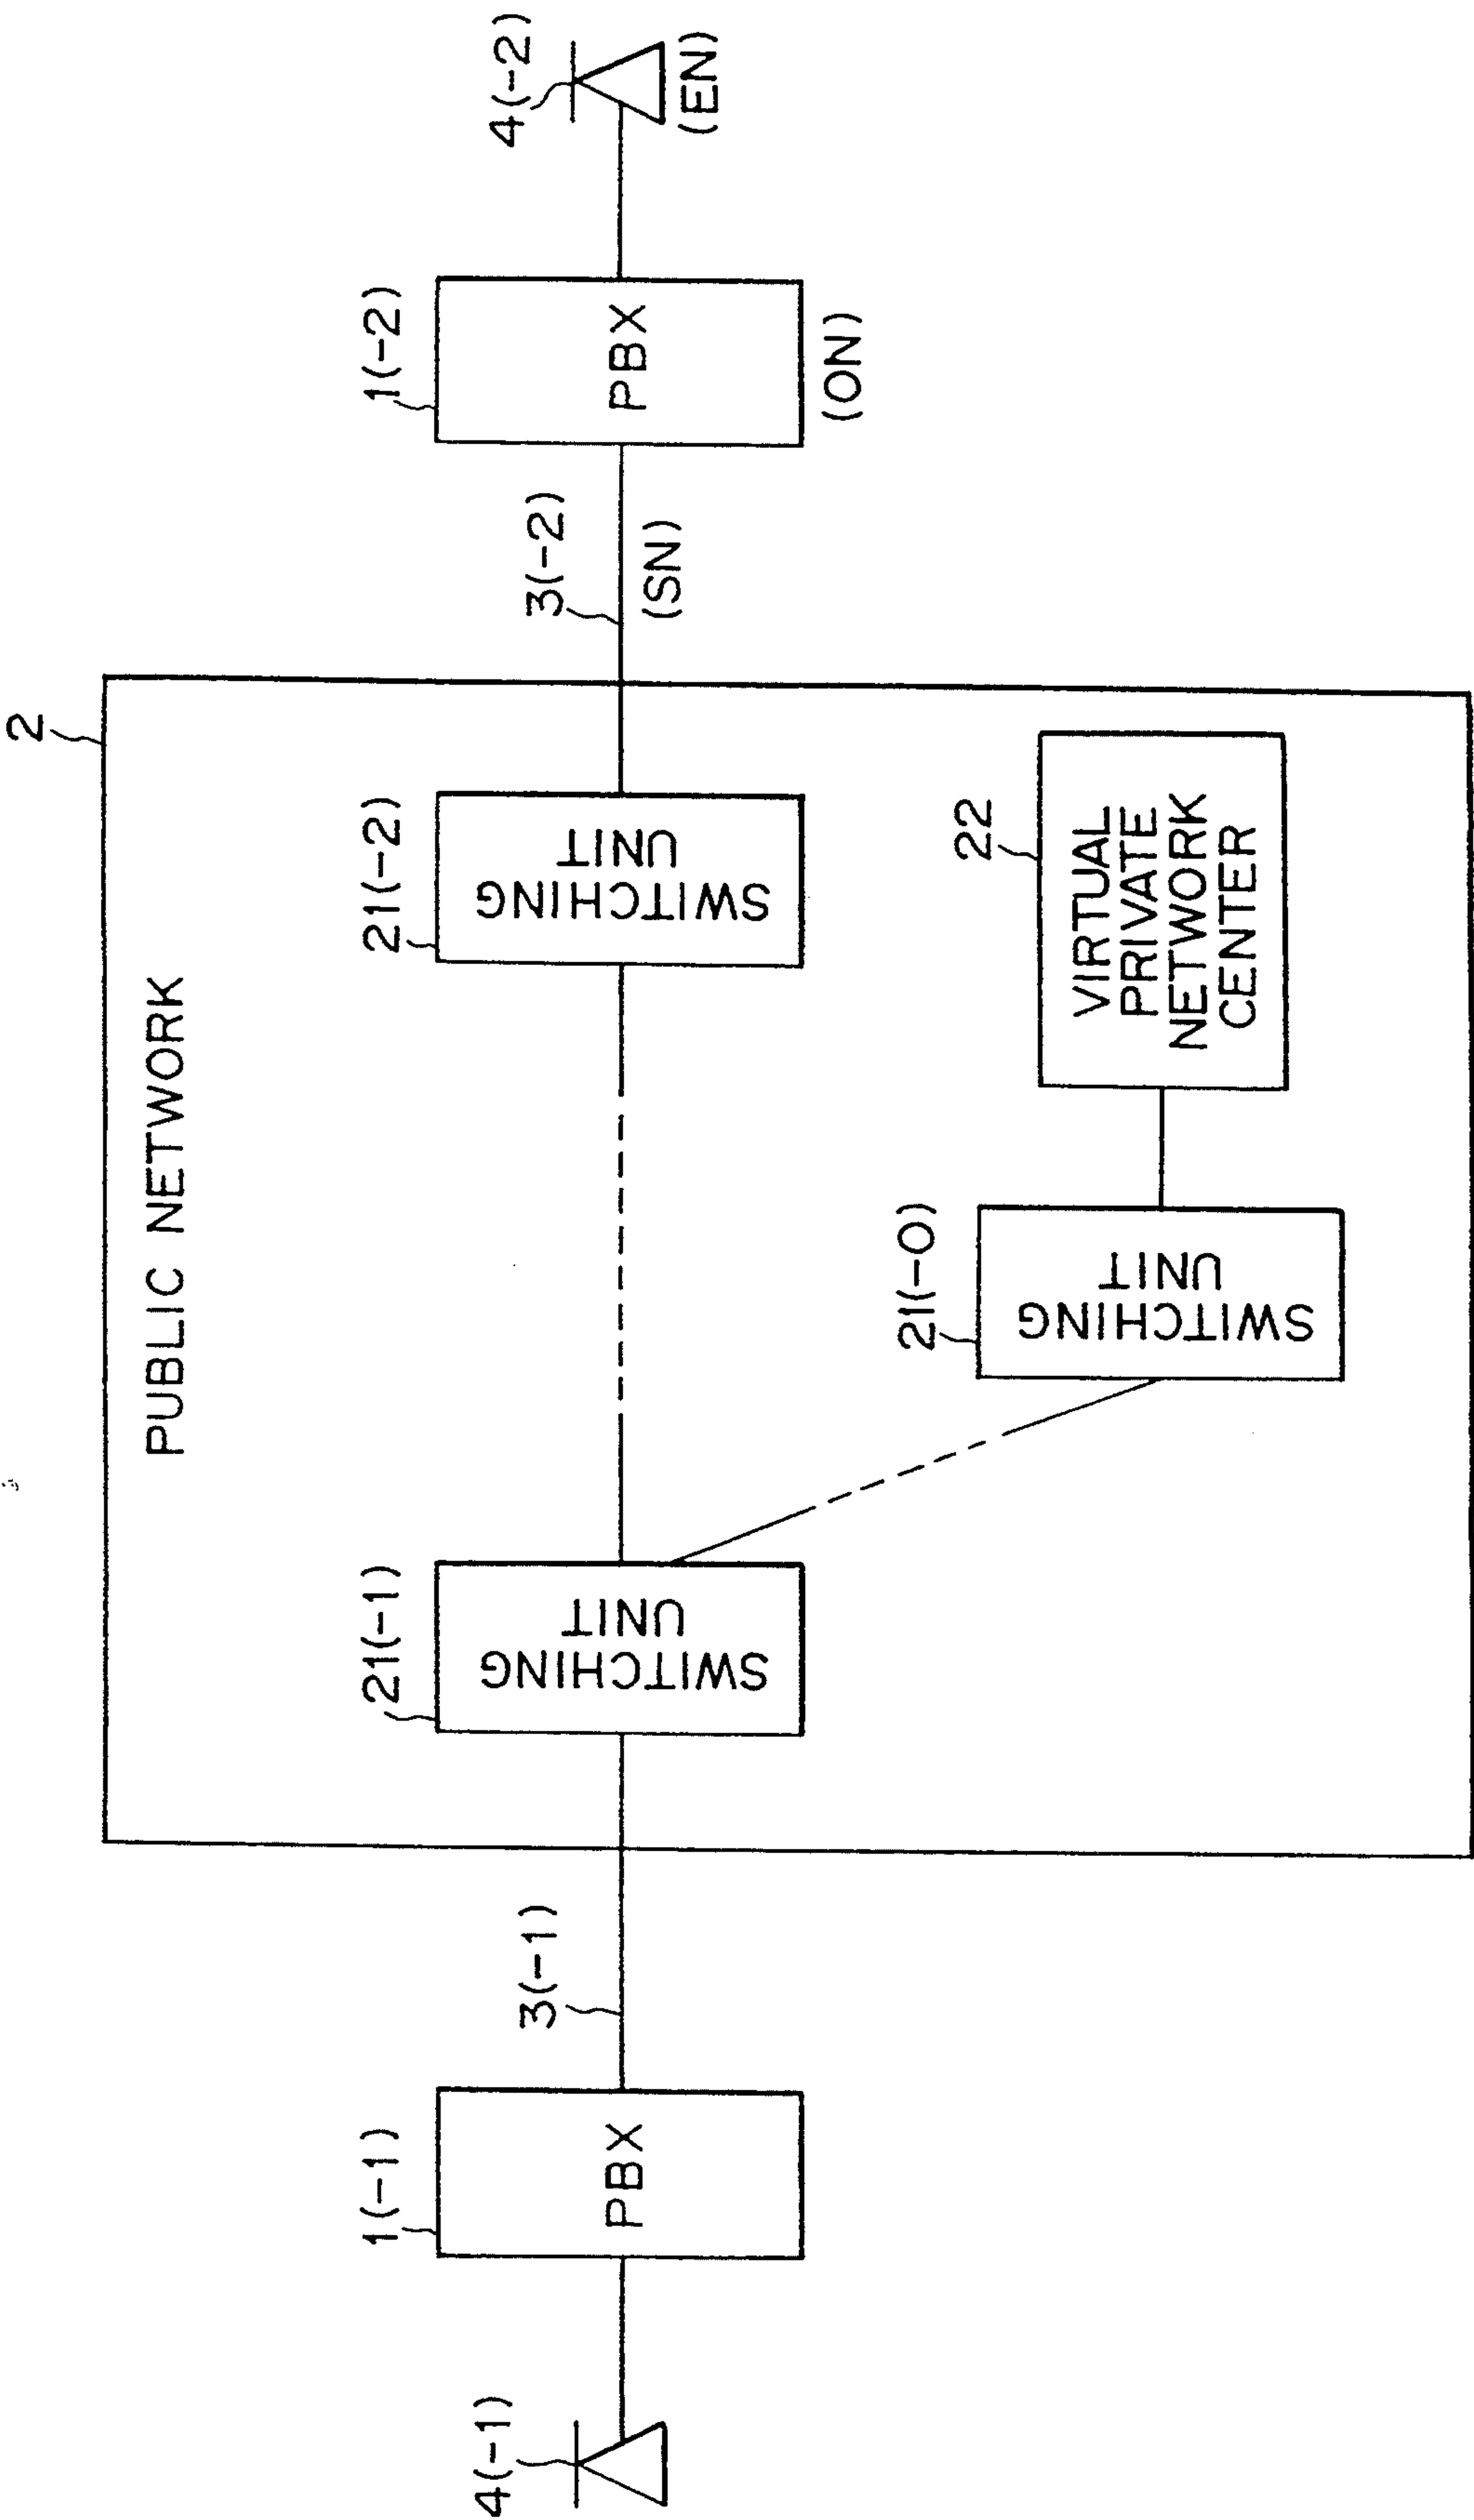 2
PUBLIC NETWORK
4(-1)
1(-1)
PBX
3(-1)
21(-1)
SWITCHING
UNIT
21(-2)
SWITCHING
UNIT
3(-2)
(SN)
1(-2)
PBX
(ON)
4(-2)
(EN)
21(-0)
SWITCHING
UNIT
22
VIRTUAL
PRIVATE
NETWORK
CENTER